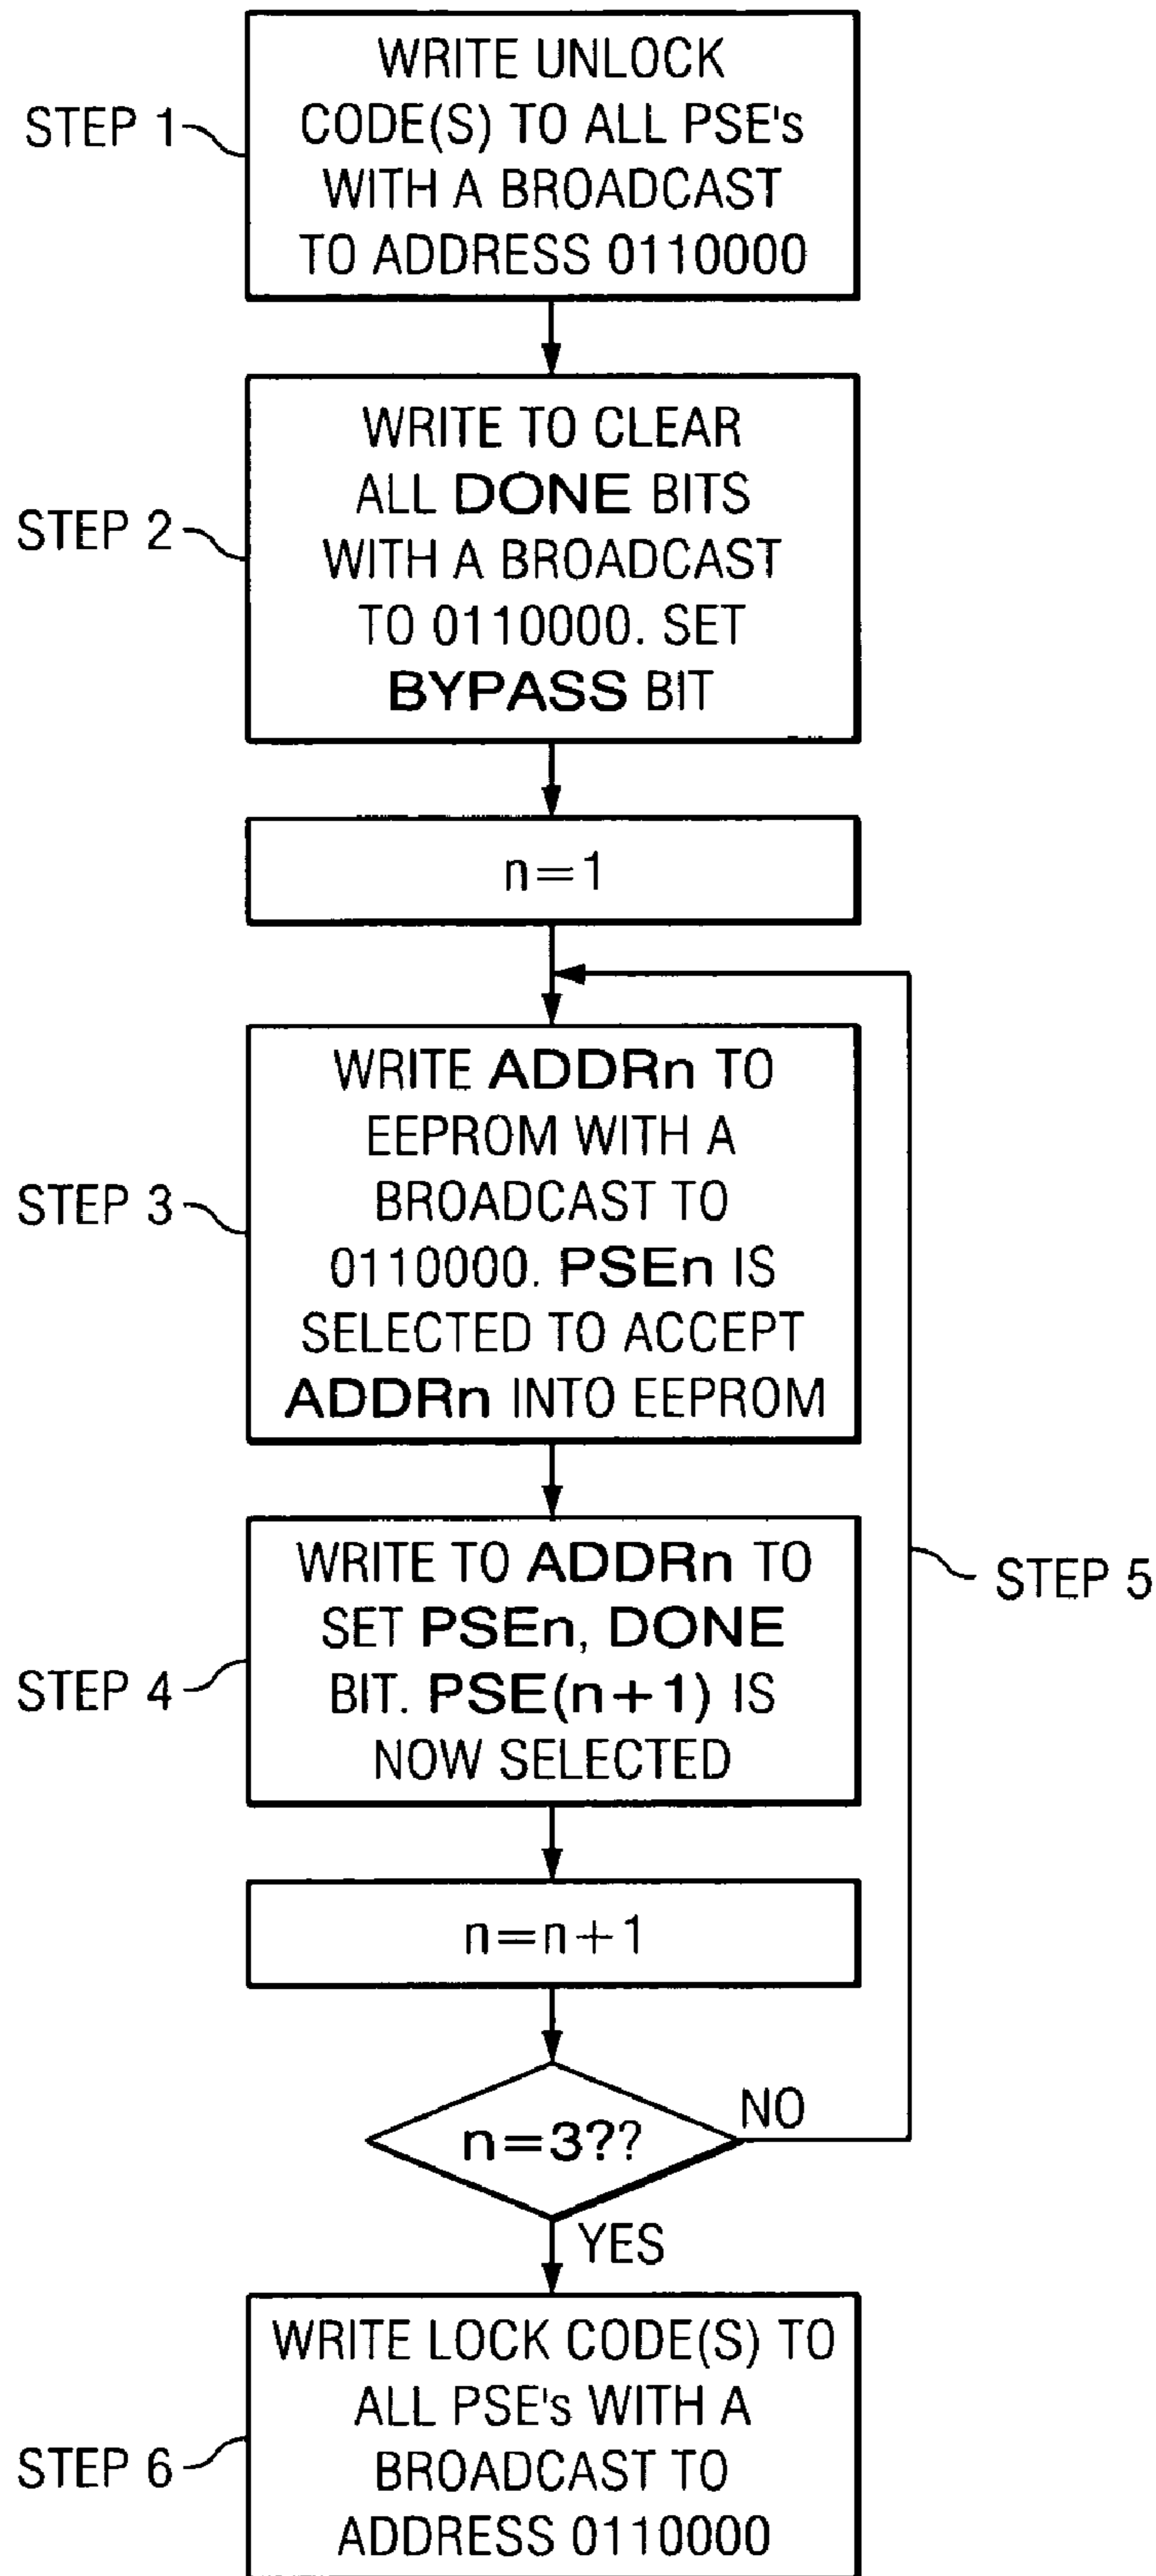 WRITE UNLOCK
CODE(S) TO ALL PSE's
WITH A BROADCAST
TO ADDRESS 0110000
STEP 1
WRITE TO CLEAR
ALL DONE BITS
WITH A BROADCAST
TO 0110000. SET
BYPASS BIT
STEP 2
n=1
WRITE ADDRn TO
EEPROM WITH A
BROADCAST TO
0110000. PSEn IS
SELECTED TO ACCEPT
ADDRn INTO EEPROM
STEP 3
WRITE TO ADDRn TO
SET PSEn, DONE
BIT. PSE(n+1) IS
NOW SELECTED
STEP 4
STEP 5
n=n+1
n=3??
NO
YES
WRITE LOCK CODE(S) TO
ALL PSE's WITH A
BROADCAST TO
ADDRESS 0110000
STEP 6